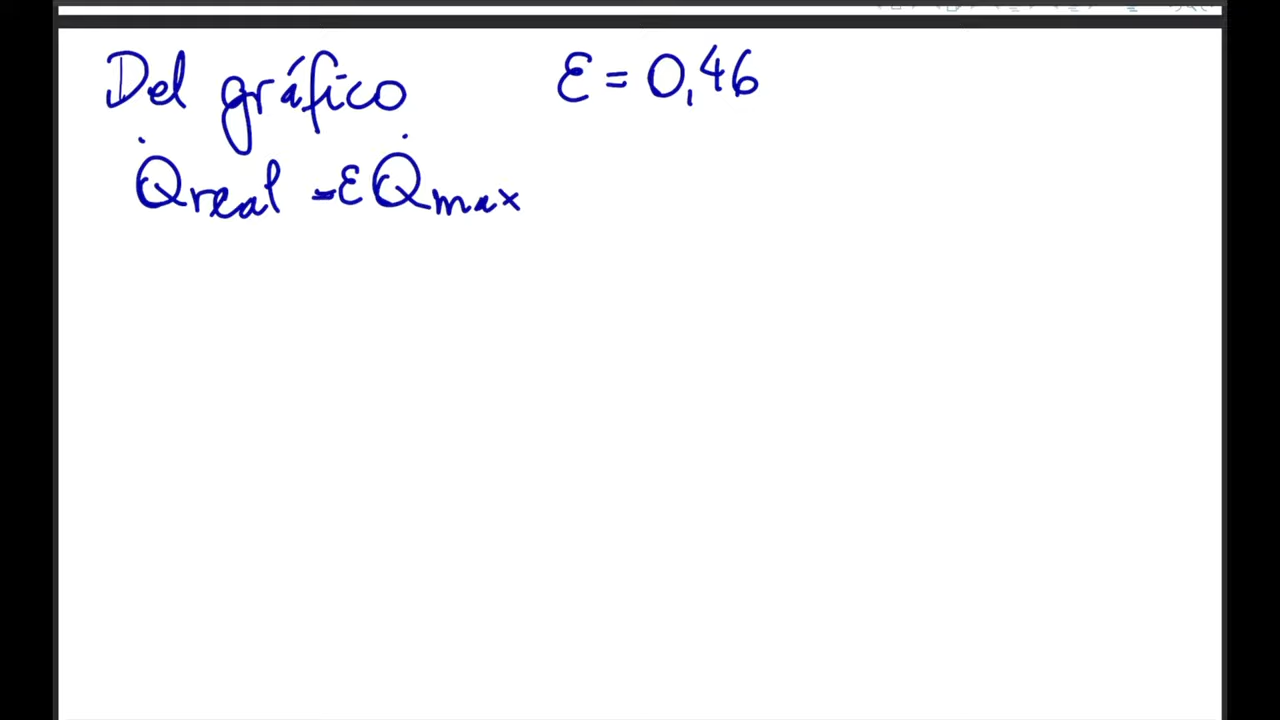 Del gráfico ε = 0,46
Q̇real = εQ̇max